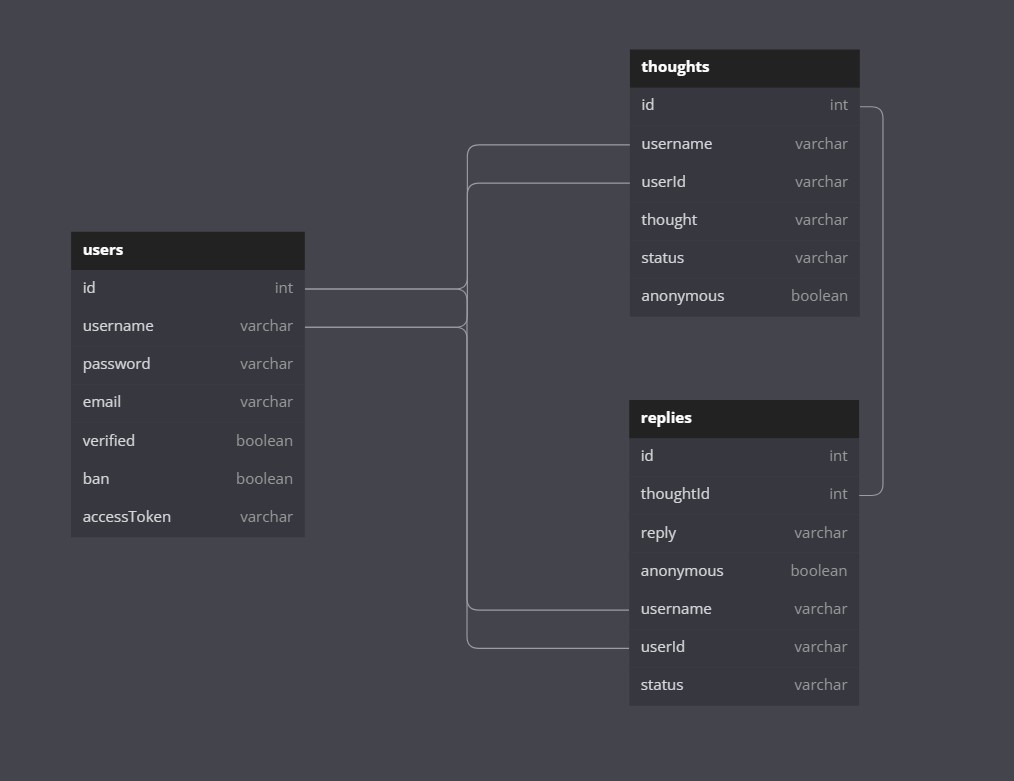 users
id int
username varchar
password varchar
email varchar
verified boolean
ban boolean
accessToken varchar
thoughts
id int
username varchar
userId varchar
thought varchar
status varchar
anonymous boolean
replies
id int
thoughtId int
reply varchar
anonymous boolean
username varchar
userId varchar
status varchar